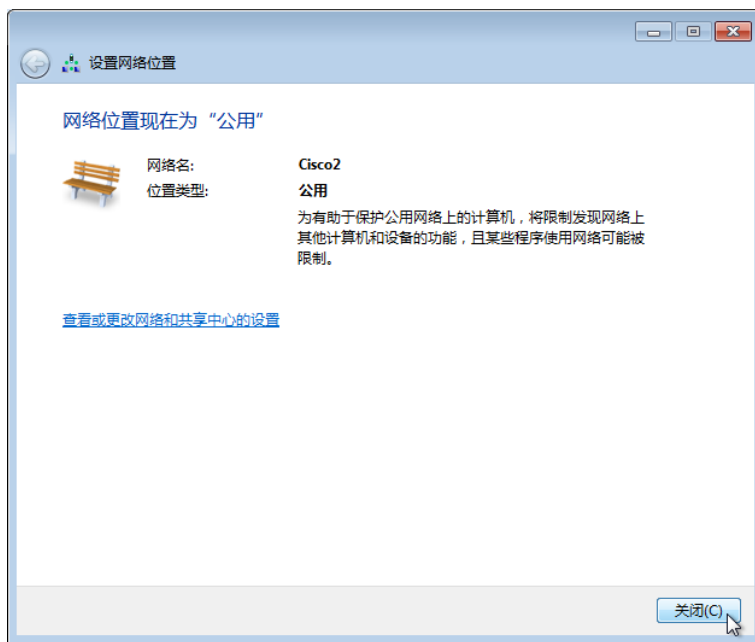 设置网络位置
网络位置现在为“公用”
网络名: Cisco2
位置类型: 公用
为有助于保护公用网络上的计算机，将限制发现网络上
其他计算机和设备的功能，且某些程序使用网络可能被
限制。
查看或更改网络和共享中心的设置
关闭(C)